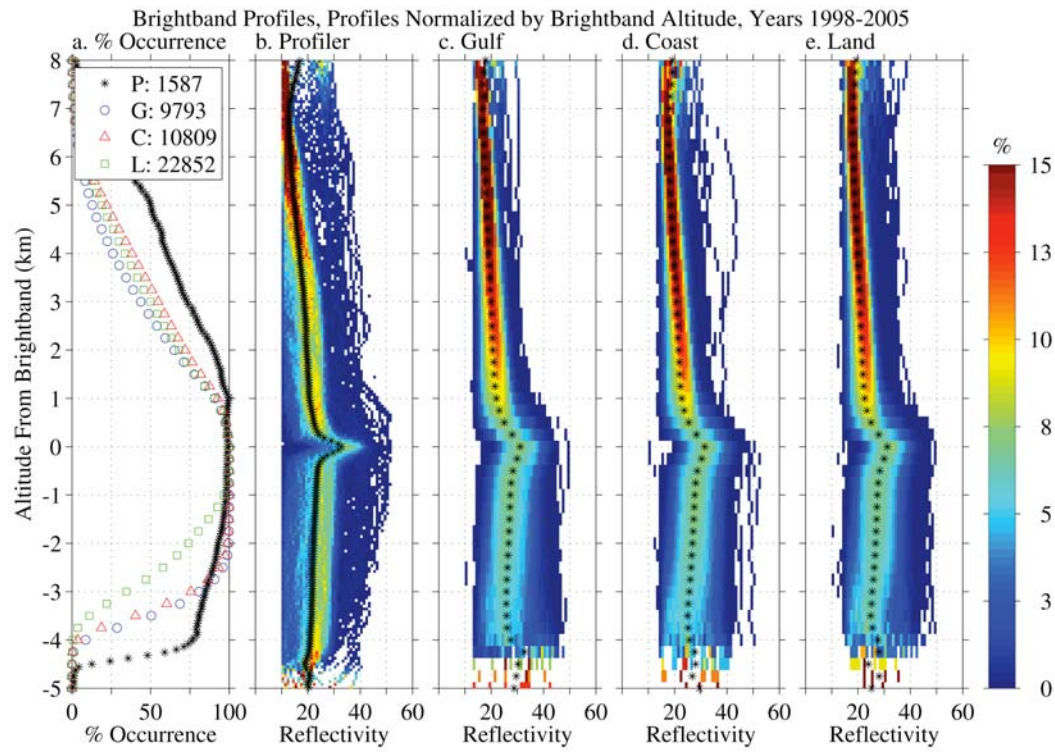 Brightband Profiles, Profiles Normalized by Brightband Altitude, Years 1998-2005
a. % Occurrence b. Profiler c. Gulf d. Coast e. Land
P: 1587
G: 9793
C: 10809
L: 22852
Altitude From Brightband (km)
8
7
6
5
4
3
2
1
0
-1
-2
-3
-4
-5
0 50 100 20 40 60 20 40 60 20 40 60 20 40 60
% Occurrence Reflectivity Reflectivity Reflectivity Reflectivity
%
15
13
10
8
5
3
0